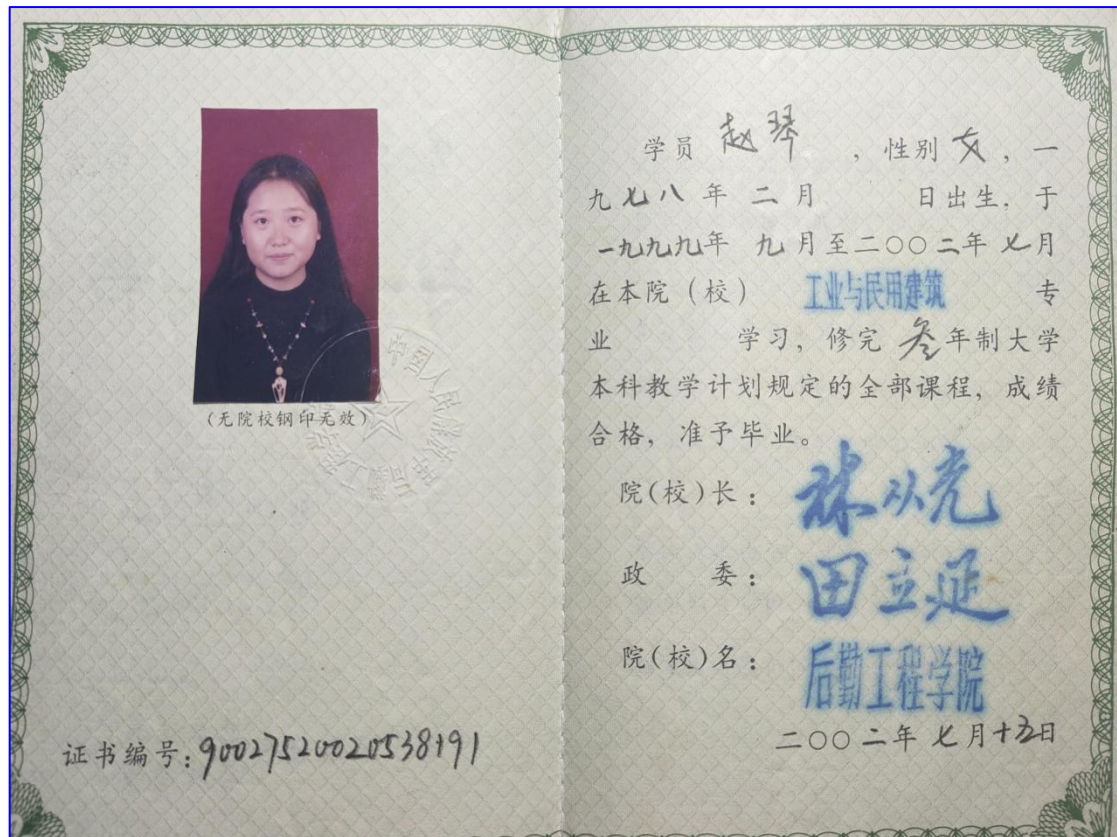 (无院校钢印无效)
证书编号:90027520020538191
学员 赵琴 ,性别 女,一
九七八年 二月 日出生,于
一九九九年 九月至二〇〇二年 七月
在本院(校) 工业与民用建筑 专
业 学习,修完 叁年制大学
本科教学计划规定的全部课程,成绩
合格,准予毕业。
院(校)长:
政 委:田立延
院(校)名:后勤工程学院
二〇〇二年 七月十五日